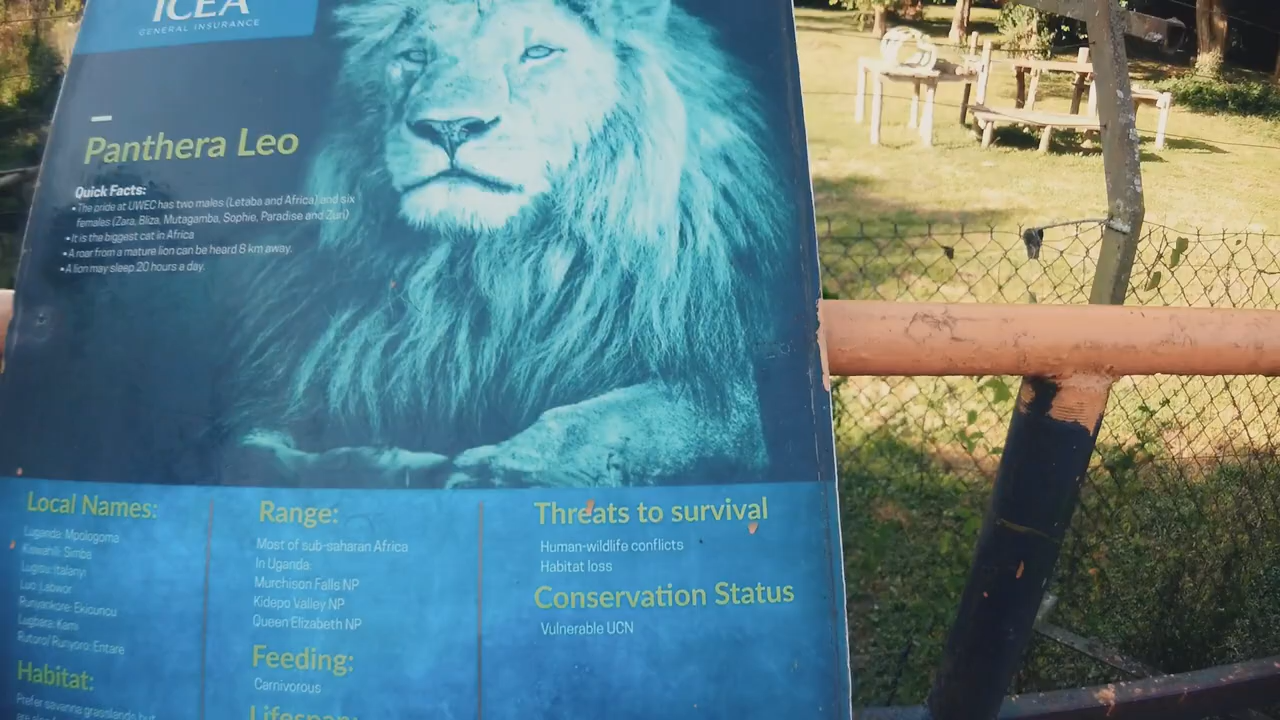 ICEA
GENERAL INSURANCE
Panthera Leo
Quick Facts:
• The pride at UWEC has two males (Letaba and Africa) and six
females (Zara, Bliza, Mutagamba, Sophie, Paradise and Zuri)
• It is the biggest cat in Africa
• A roar from a mature lion can be heard 8 km away.
• A lion may sleep 20 hours a day.
Local Names:
Luganda: Mpologoma
Kiswahili: Simba
Lugisu: Italanyi
Luo: Labwor
Runyankore: Ekicuncu
Lugbara: Kami
Rutoro/ Runyoro: Entare
Habitat:
Prefer savanna grasslands but
Range:
Most of sub-saharan Africa
In Uganda:
Murchison Falls NP
Kidepo Valley NP
Queen Elizabeth NP
Feeding:
Carnivorous
Lifespan:
Threats to survival
Human-wildlife conflicts
Habitat loss
Conservation Status
Vulnerable UCN